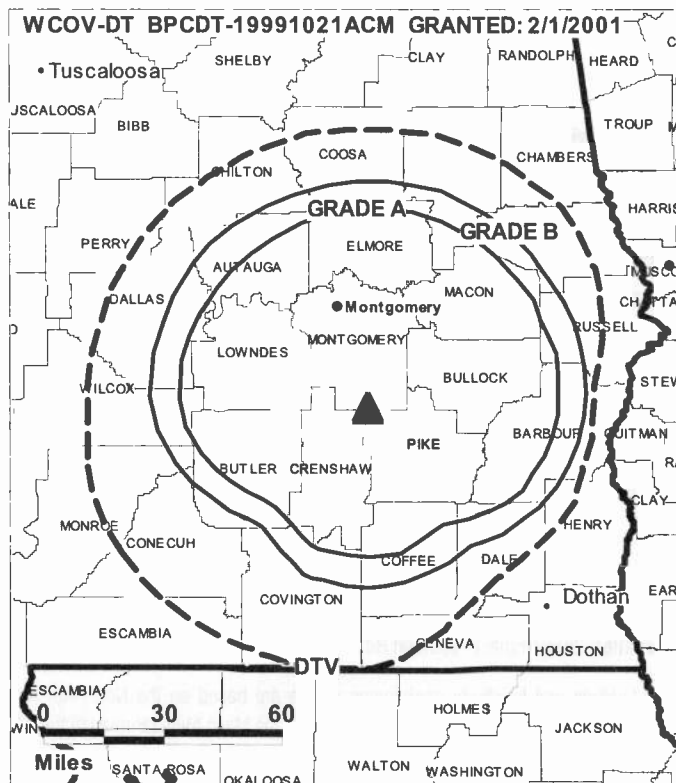 WCOV-DT BPCDT-19991021ACM GRANTED: 2/1/2001
SHELBY
CLAY
RANDOLPH
HEARD
Tuscaloosa
USCALOOSA
BIBB
TROUP
COOSA
CHAMBERS
CHILTON
ALE
HARRIS
GRADE A
GRADE B
PERRY
ELMORE
AUTAUGA
MUSCO
MACON
DALLAS
CHATTA
Montgomery
RUSSELL
MONTGOMERY
LOWNDES
STEW
WILCOX
BULLOCK
BARBOUR
QUITMAN
PIKE
BUTLER
CRENSHAW
CLAY
MONROE
HENRY
CONECUH
COFFEE
DALE
EAR
COVINGTON
Dothan
ESCAMBIA
GENEVA
HOUSTON
DTV
ESCAMBIA
0 30 60
HOLMES
WIN
JACKSON
Miles
SANTA ROSA
OKALOOSA
WALTON
WASHINGTON